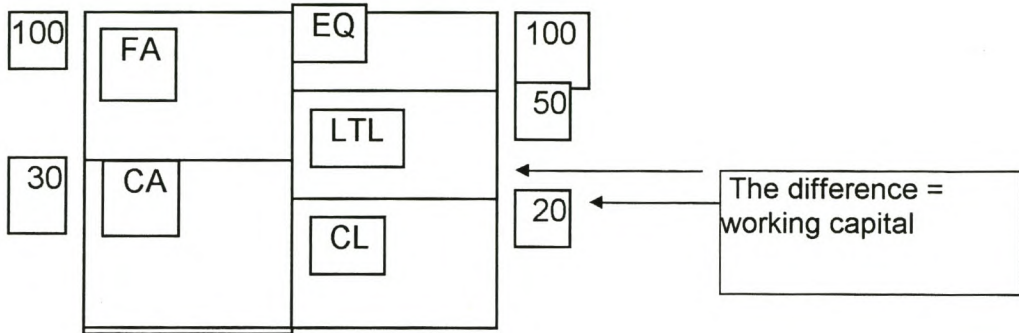 100
FA
EQ
100
50
LTL
30
CA
20
CL
The difference =
working capital